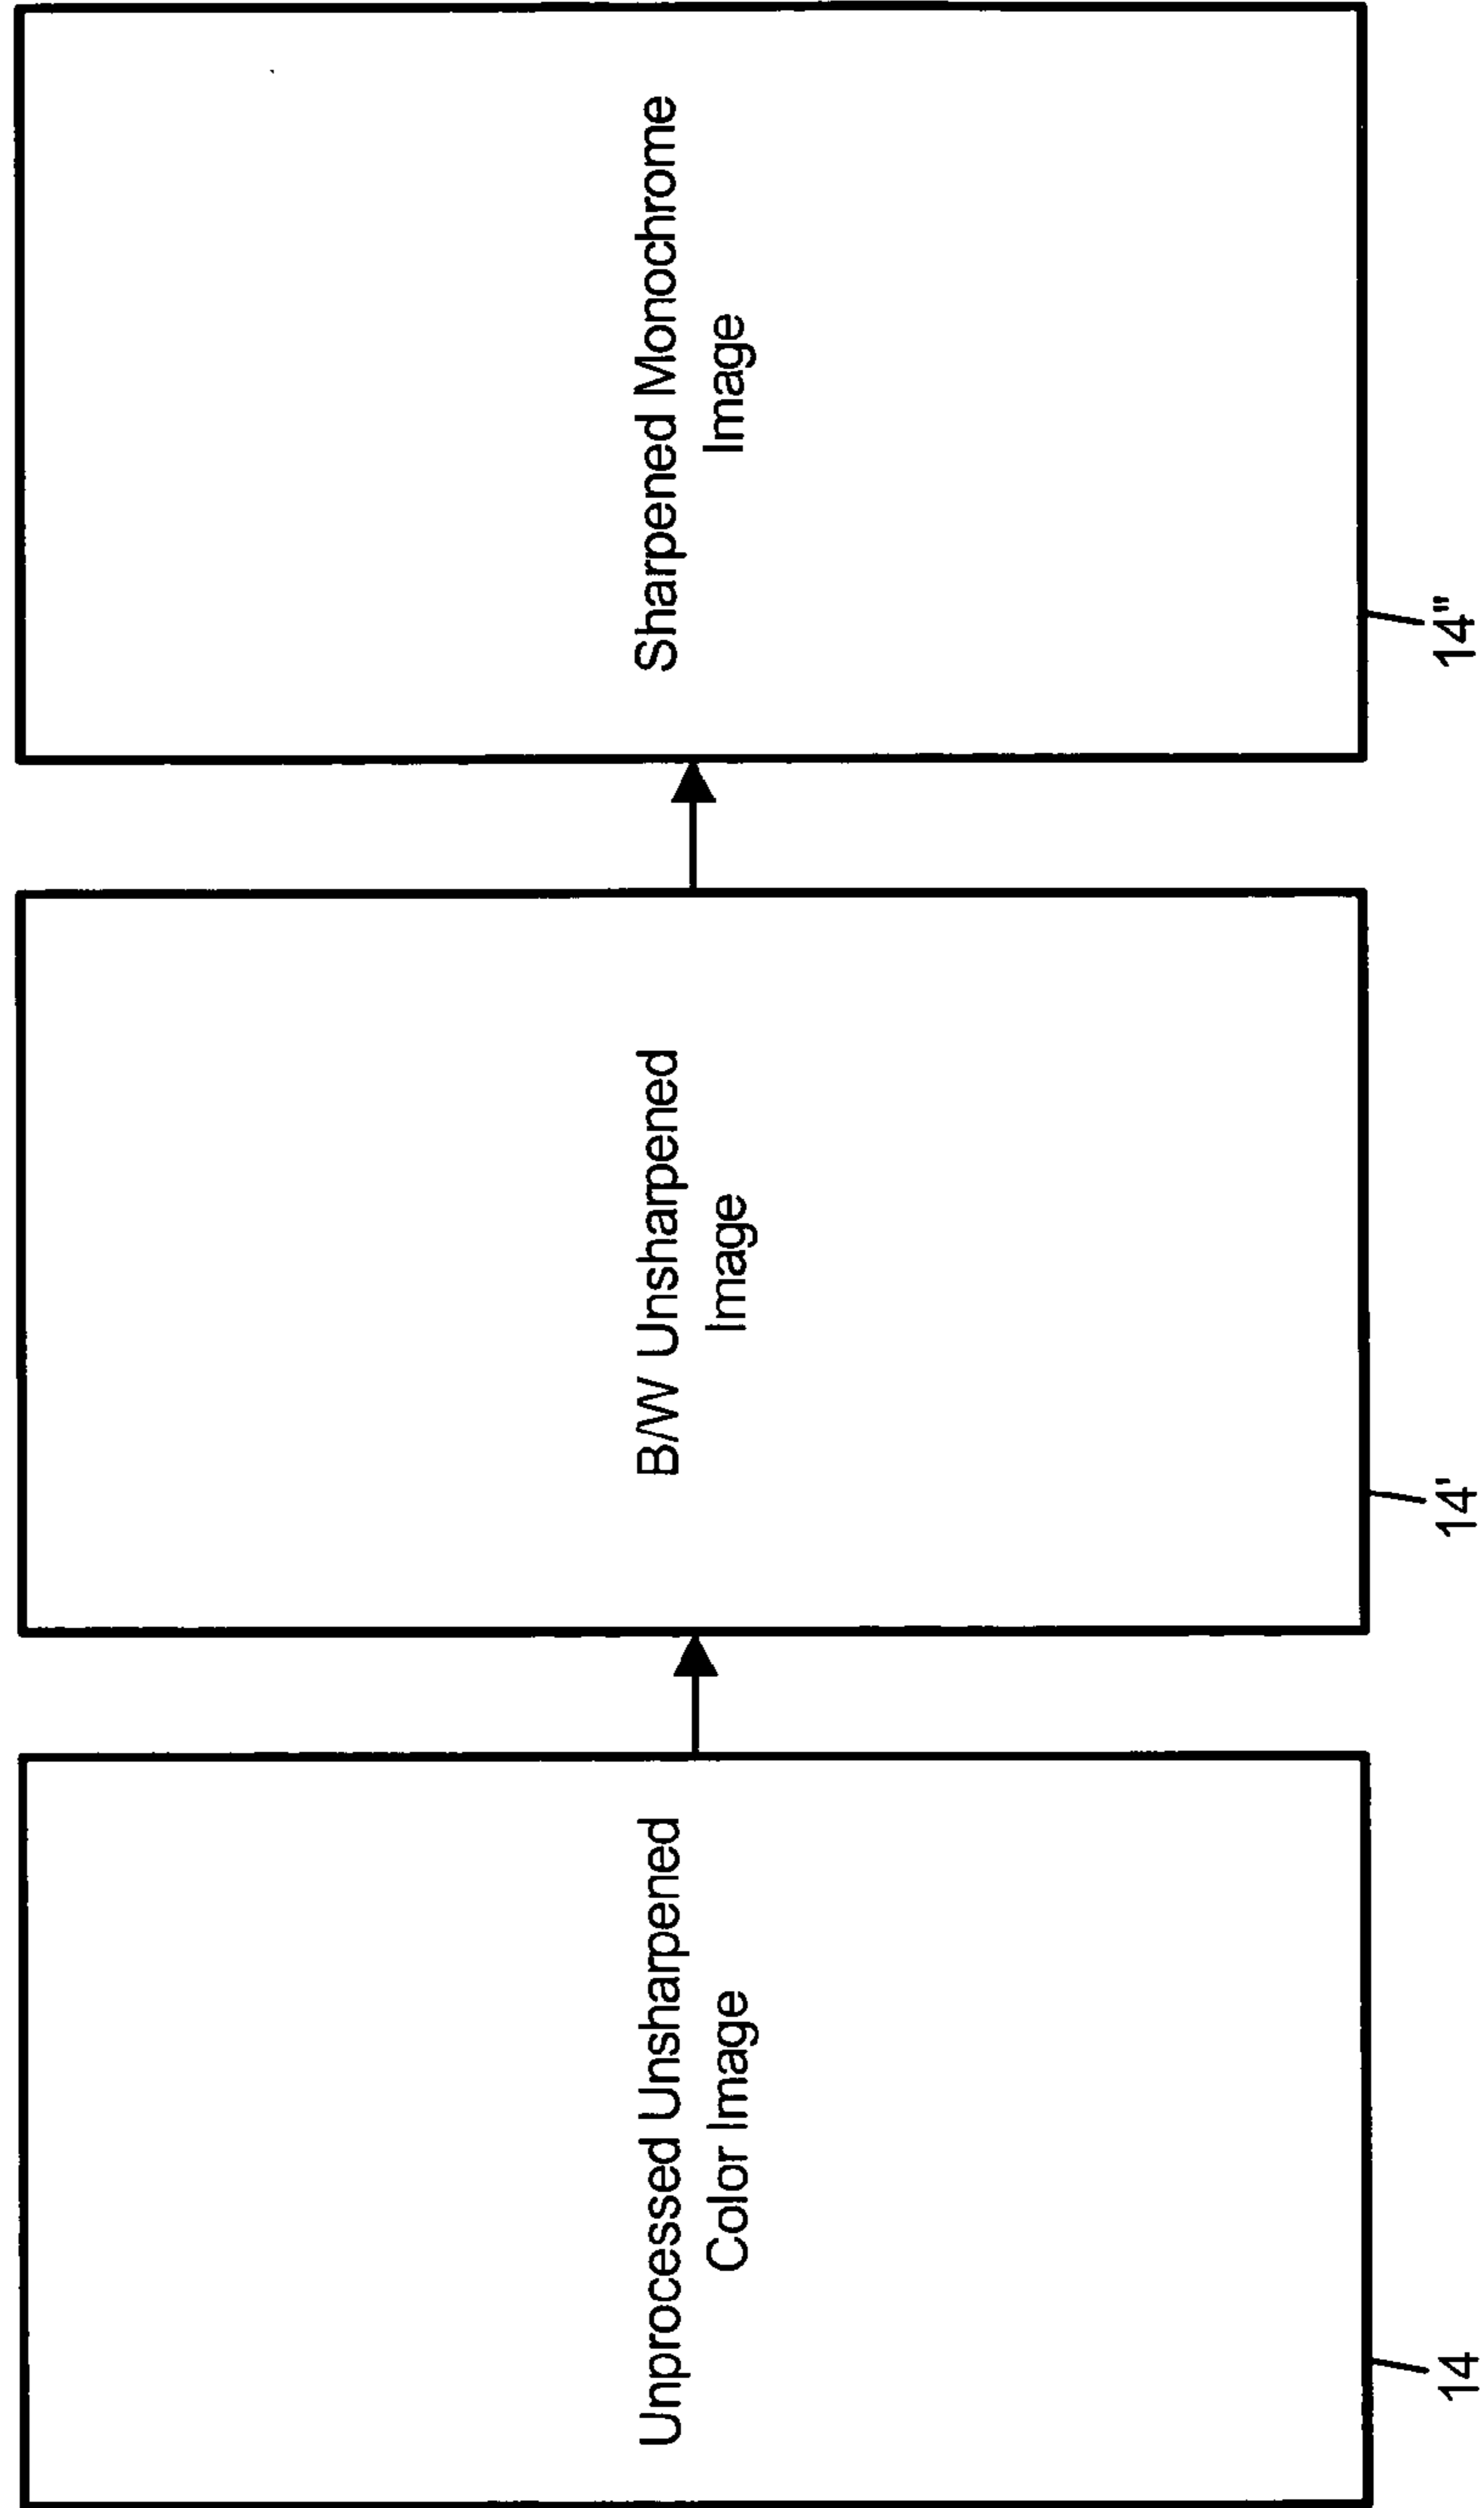 Unprocessed Unsharpened
Color Image
14
B/W Unsharpened
Image
14'
Sharpened Monochrome
Image
14"